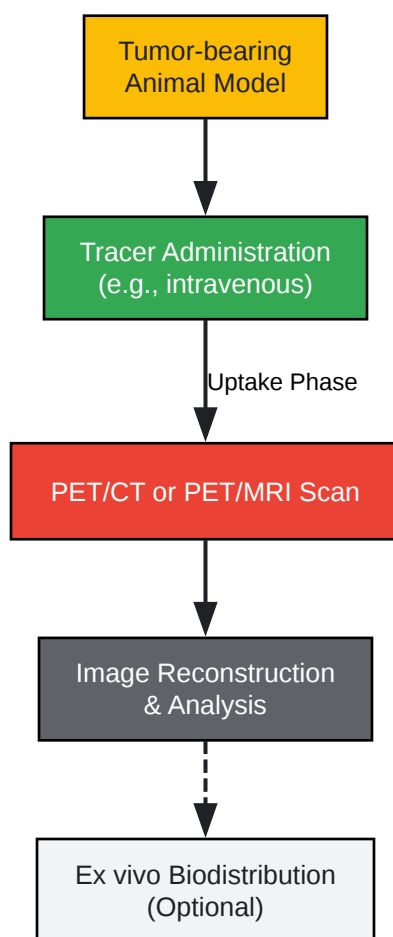 Tumor-bearing
Animal Model
Tracer Administration
(e.g., intravenous)
Uptake Phase
PET/CT or PET/MRI Scan
Image Reconstruction
& Analysis
Ex vivo Biodistribution
(Optional)